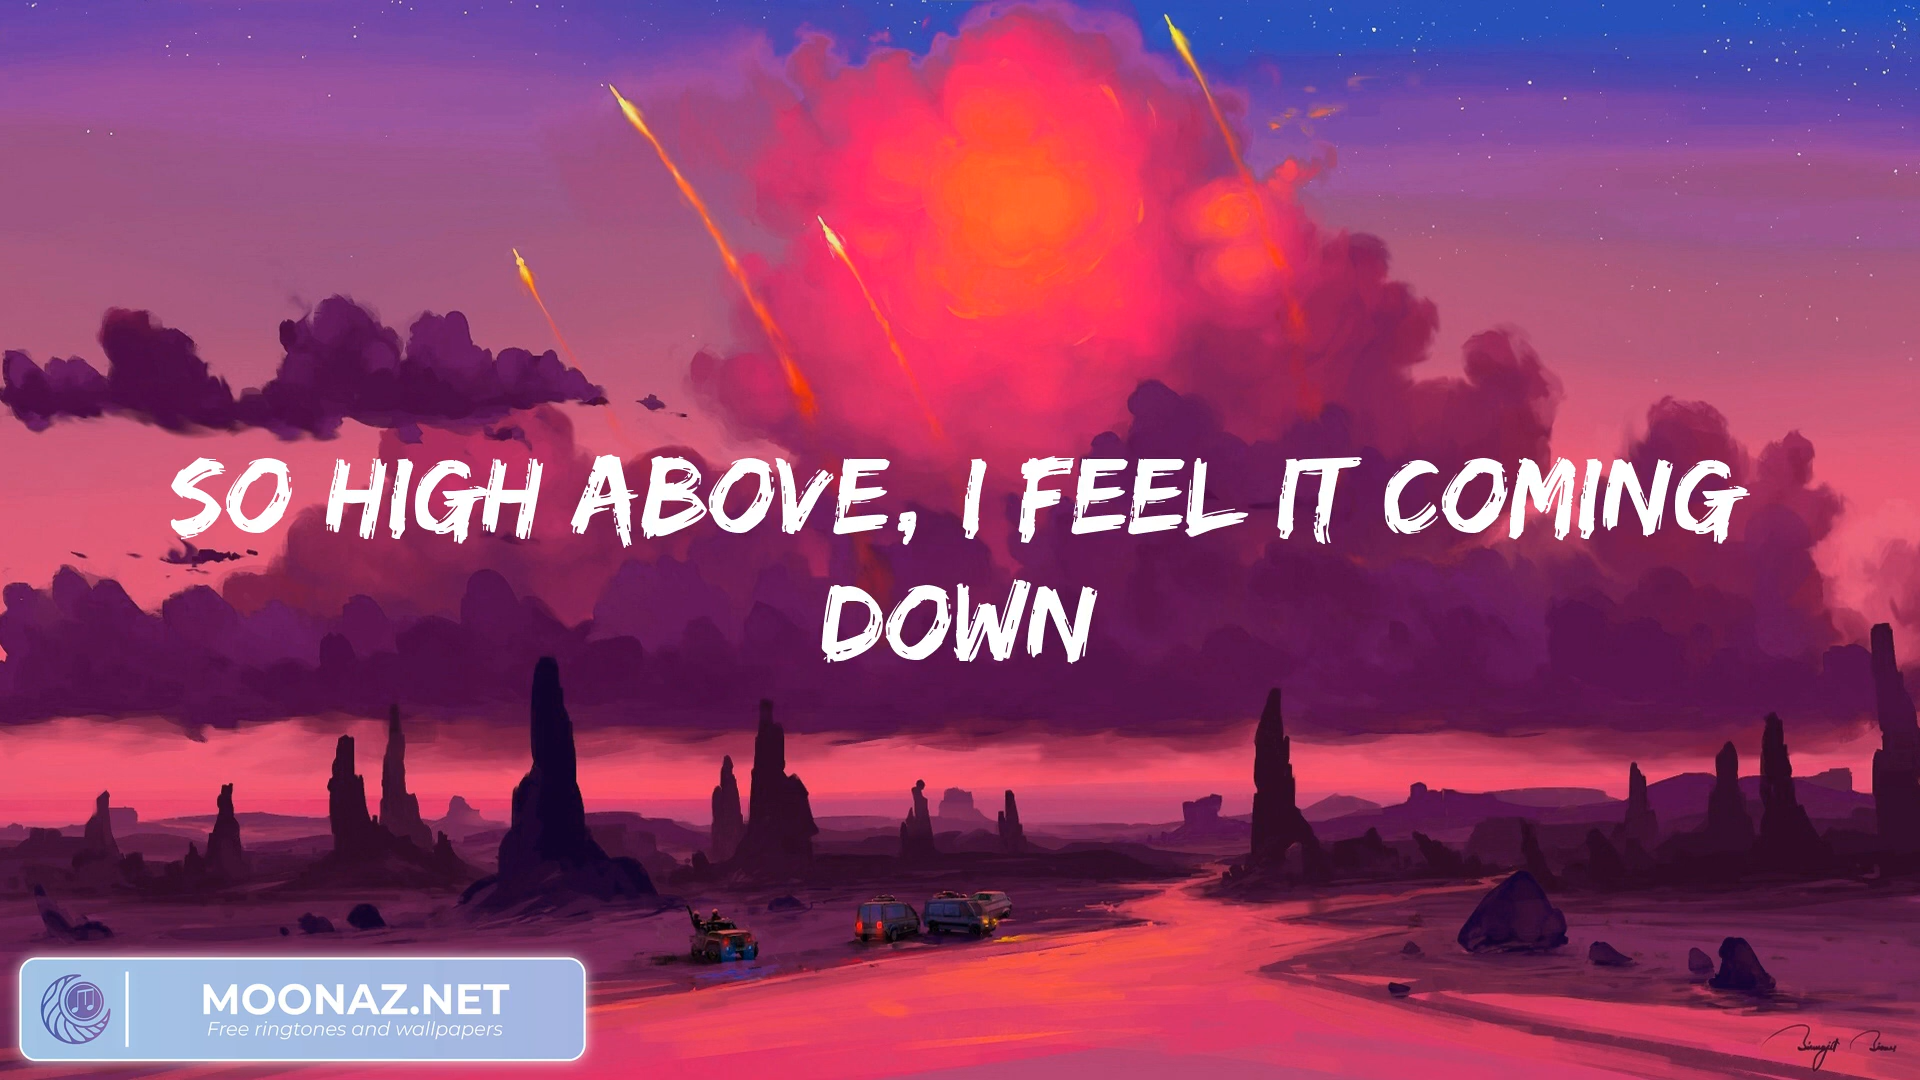 SO HIGH ABOVE, I FEEL IT COMING
DOWN
MOONAZ.NET
Free ringtones and wallpapers